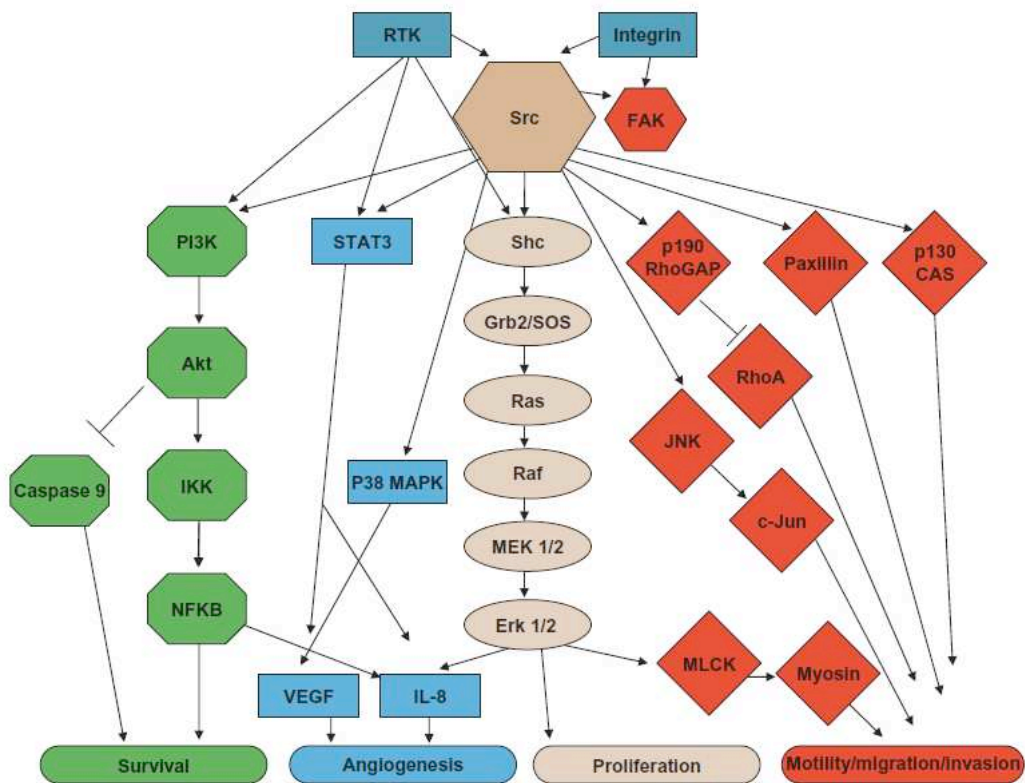 RTK
Integrin
Src
FAK
PI3K
STAT3
Shc
p190
RhoGAP
Paxillin
p130
CAS
Grb2/SOS
Akt
RhoA
Ras
JNK
Caspase 9
IKK
P38 MAPK
Raf
c-Jun
MEK 1/2
NFKB
Erk 1/2
MLCK
Myosin
VEGF
IL-8
Survival
Angiogenesis
Proliferation
Motility/migration/invasion